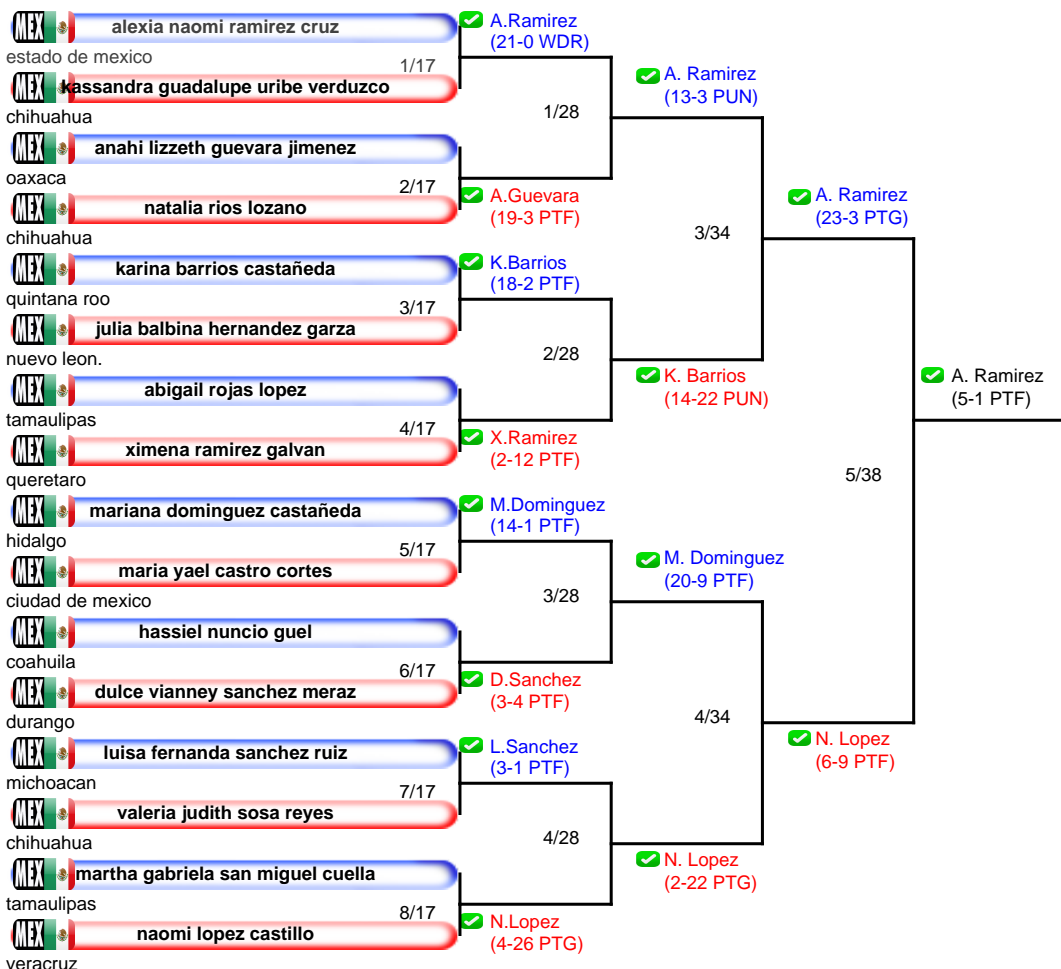 MEX alexia naomi ramirez cruz
estado de mexico
1/17
MEX kassandra guadalupe uribe verduzco
chihuahua
MEX anahi lizzeth guevara jimenez
oaxaca
2/17
MEX natalia rios lozano
chihuahua
MEX karina barrios castañeda
quintana roo
3/17
MEX julia balbina hernandez garza
nuevo leon.
MEX abigail rojas lopez
tamaulipas
4/17
MEX ximena ramirez galvan
queretaro
MEX mariana dominguez castañeda
hidalgo
5/17
MEX maria yael castro cortes
ciudad de mexico
MEX hassiel nuncio guel
coahuila
6/17
MEX dulce vianney sanchez meraz
durango
MEX luisa fernanda sanchez ruiz
michoacan
7/17
MEX valeria judith sosa reyes
chihuahua
MEX martha gabriela san miguel cuella
tamaulipas
8/17
MEX naomi lopez castillo
veracruz
A.Ramirez
(21-0 WDR)
1/28
A.Guevara
(19-3 PTF)
K.Barrios
(18-2 PTF)
2/28
X.Ramirez
(2-12 PTF)
M.Dominguez
(14-1 PTF)
3/28
D.Sanchez
(3-4 PTF)
L.Sanchez
(3-1 PTF)
4/28
N.Lopez
(4-26 PTG)
A. Ramirez
(13-3 PUN)
3/34
K. Barrios
(14-22 PUN)
M. Dominguez
(20-9 PTF)
4/34
N. Lopez
(2-22 PTG)
A. Ramirez
(23-3 PTG)
5/38
N. Lopez
(6-9 PTF)
A. Ramirez
(5-1 PTF)